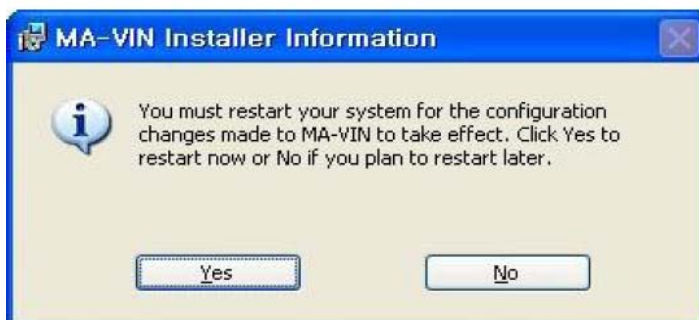 MA-VIN Installer Information
You must restart your system for the configuration
changes made to MA-VIN to take effect. Click Yes to
restart now or No if you plan to restart later.
Yes
No